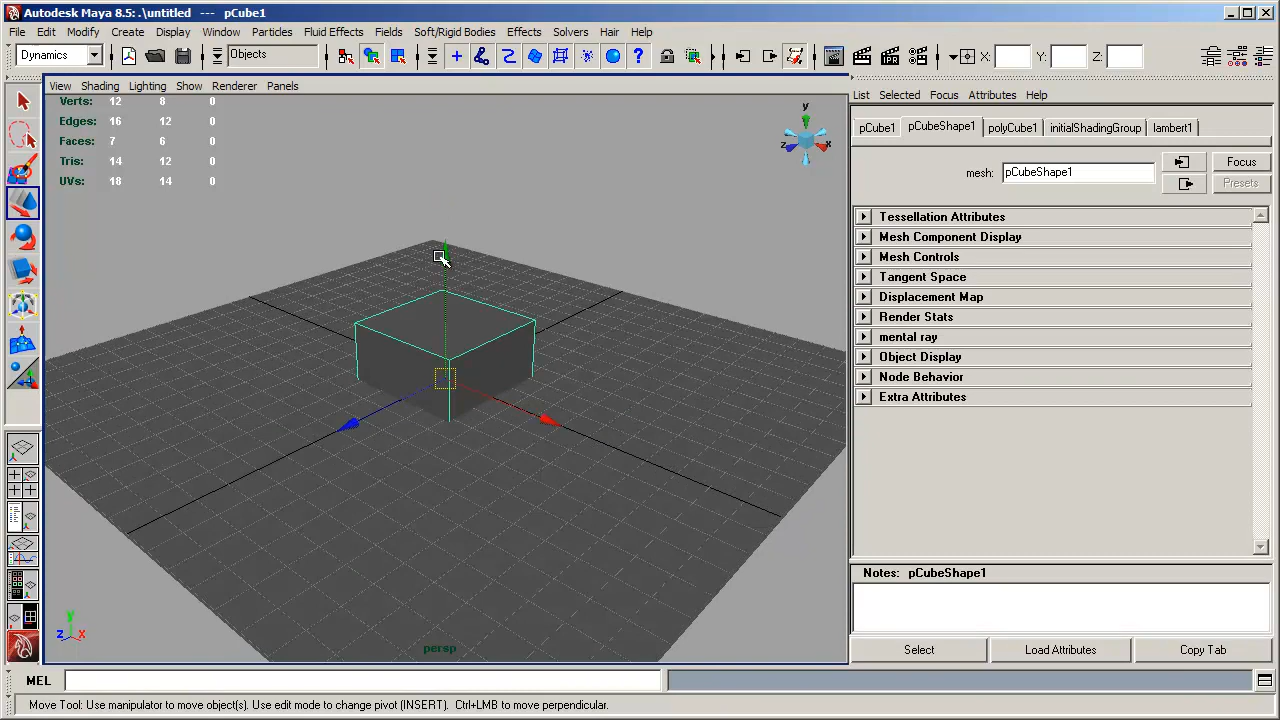 Autodesk Maya 8.5: .\untitled --- pCube1
File Edit Modify Create Display Window Particles Fluid Effects Fields Soft/Rigid Bodies Effects Solvers Hair Help
Dynamics Objects X: Y: Z:
View Shading Lighting Show Renderer Panels
List Selected Focus Attributes Help
Verts: 12 8 0
Edges: 16 12 0
Faces: 7 6 0
Tris: 14 12 0
UVs: 18 14 0
y
z x
pCube1 pCubeShape1 polyCube1 initialShadingGroup lambert1
mesh: pCubeShape1 Focus
Presets
Tessellation Attributes
Mesh Component Display
Mesh Controls
Tangent Space
Displacement Map
Render Stats
mental ray
Object Display
Node Behavior
Extra Attributes
Notes: pCubeShape1
y
z x
persp
Select Load Attributes Copy Tab
MEL
Move Tool: Use manipulator to move object(s). Use edit mode to change pivot (INSERT). Ctrl+LMB to move perpendicular.